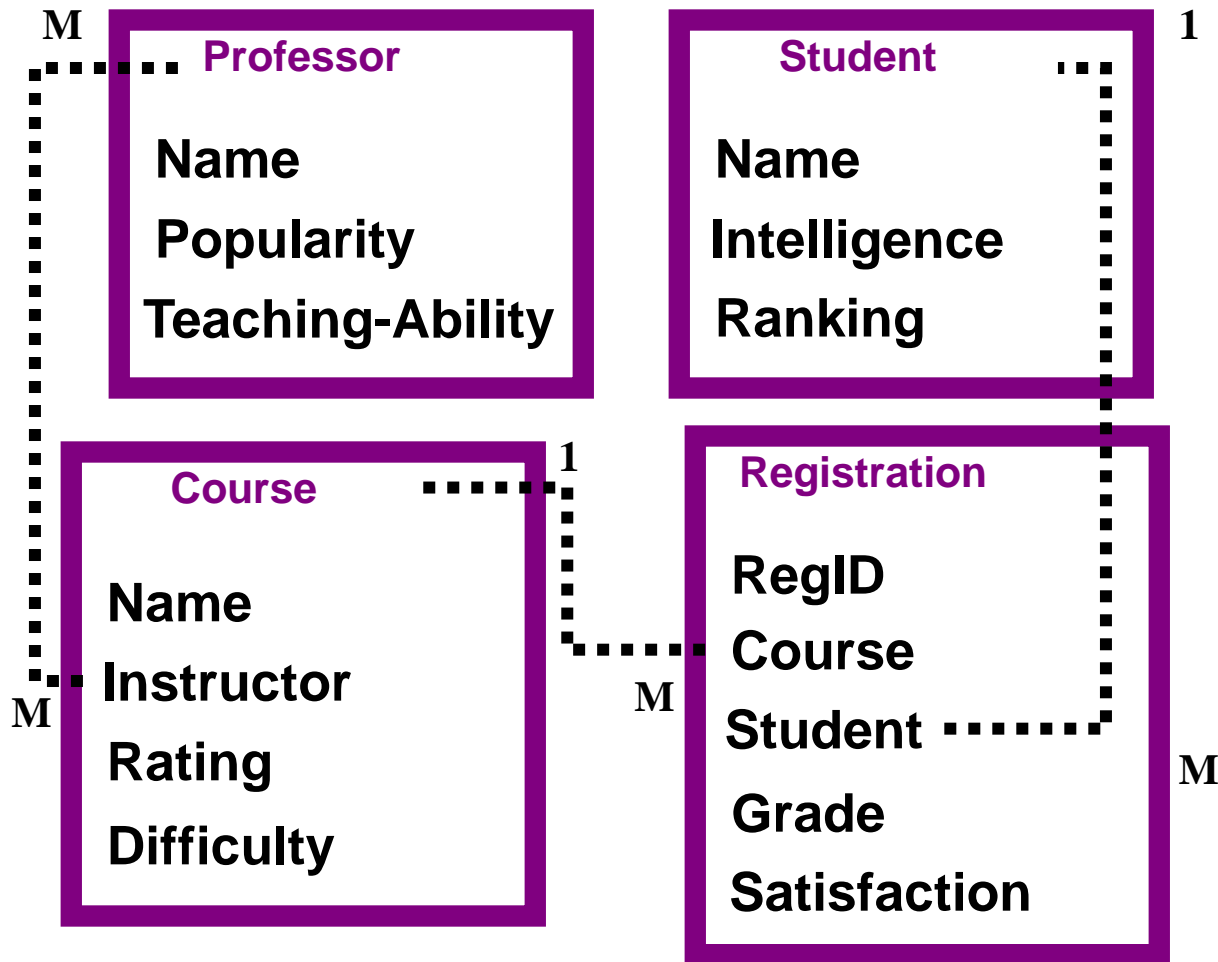 M
Professor
Name
Popularity
Teaching-Ability
1
Student
Name
Intelligence
Ranking
1
Course
Name
M
Instructor
Rating
Difficulty
Registration
RegID
M
Course
Student
M
Grade
Satisfaction